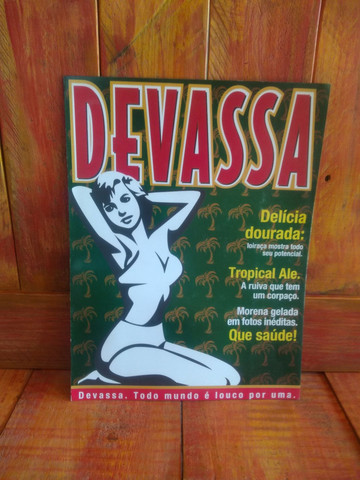 DEVASSA
Delícia
dourada:
loiraça mostra todo
seu potencial.
Tropical Ale.
A ruiva que tem
um corpaço.
Morena gelada
em fotos inéditas.
Que saúde!
Devassa. Todo mundo é louco por uma.